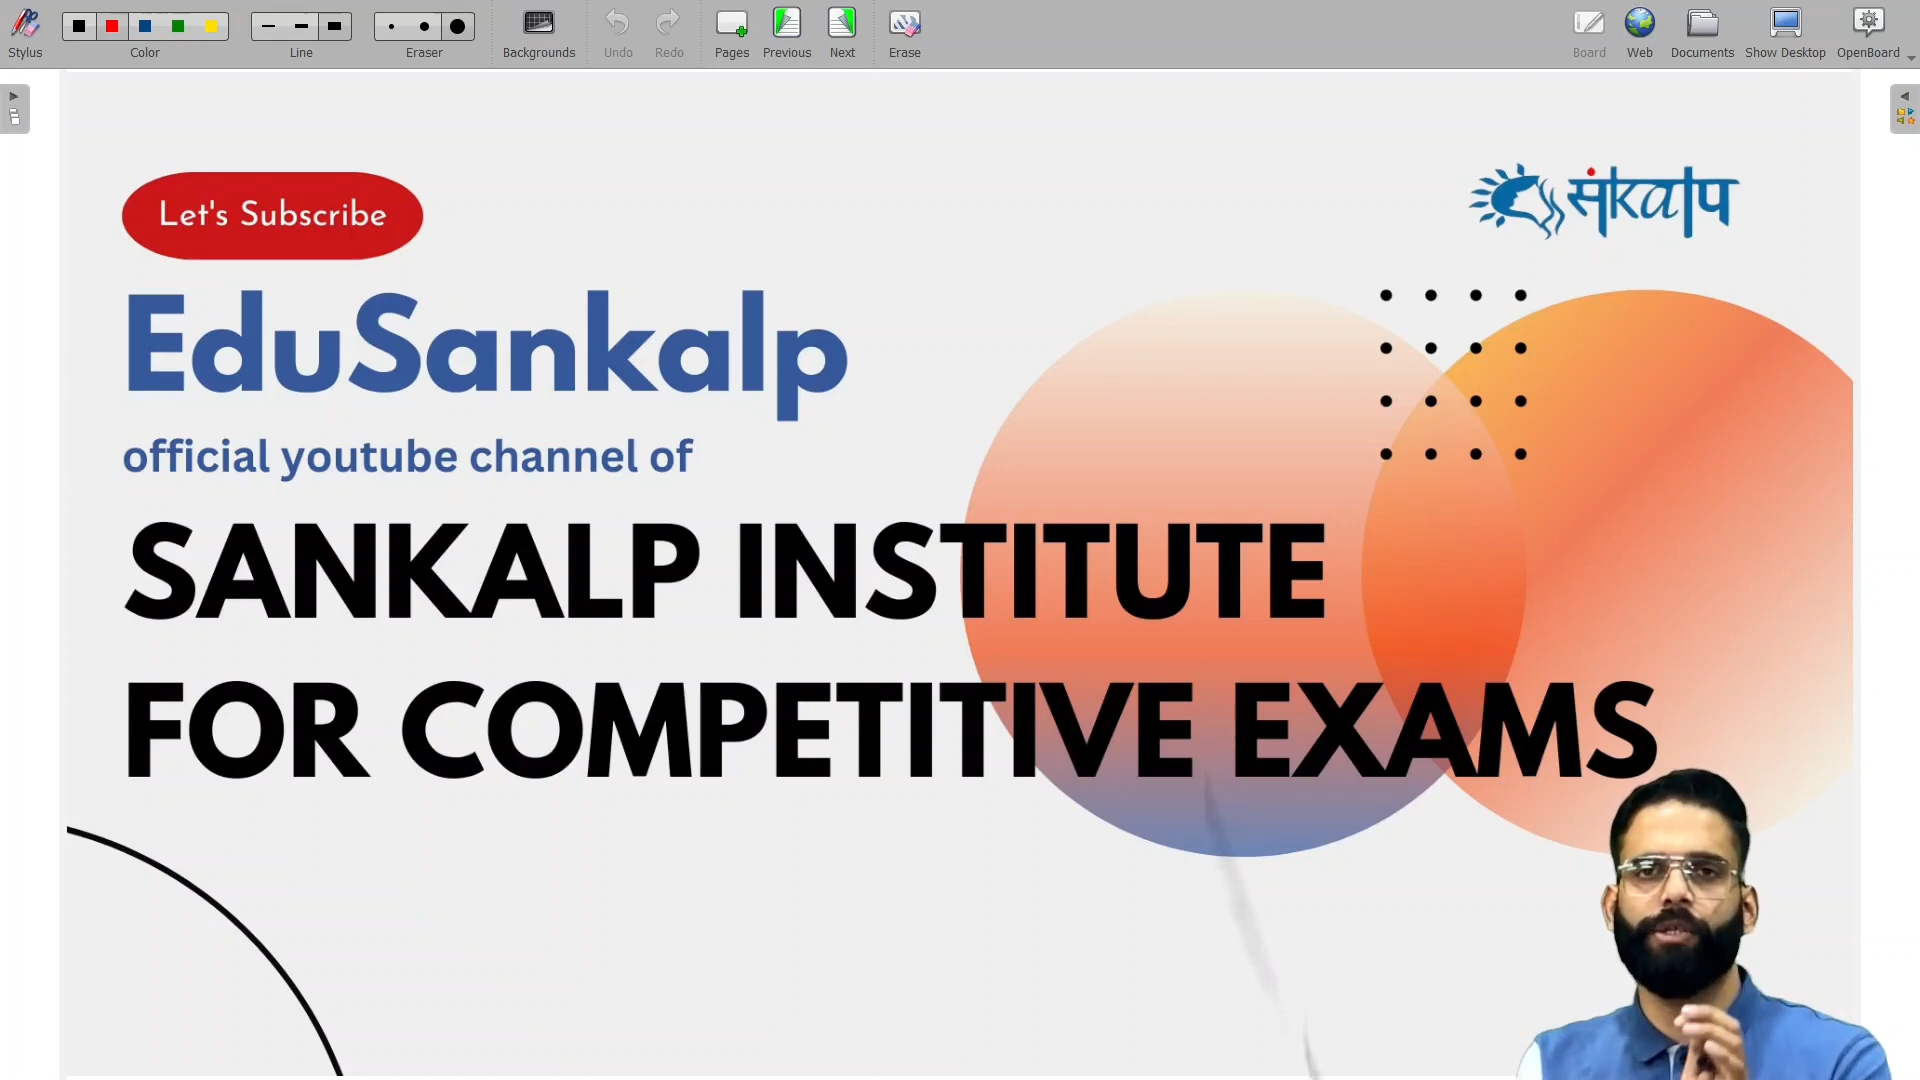 Stylus
Color
Line
Eraser
Backgrounds
Undo
Redo
Pages
Previous
Next
Erase
Board
Web
Documents
Show Desktop
OpenBoard
Let's Subscribe
संkalप
EduSankalp
official youtube channel of
SANKALP INSTITUTE
FOR COMPETITIVE EXAMS